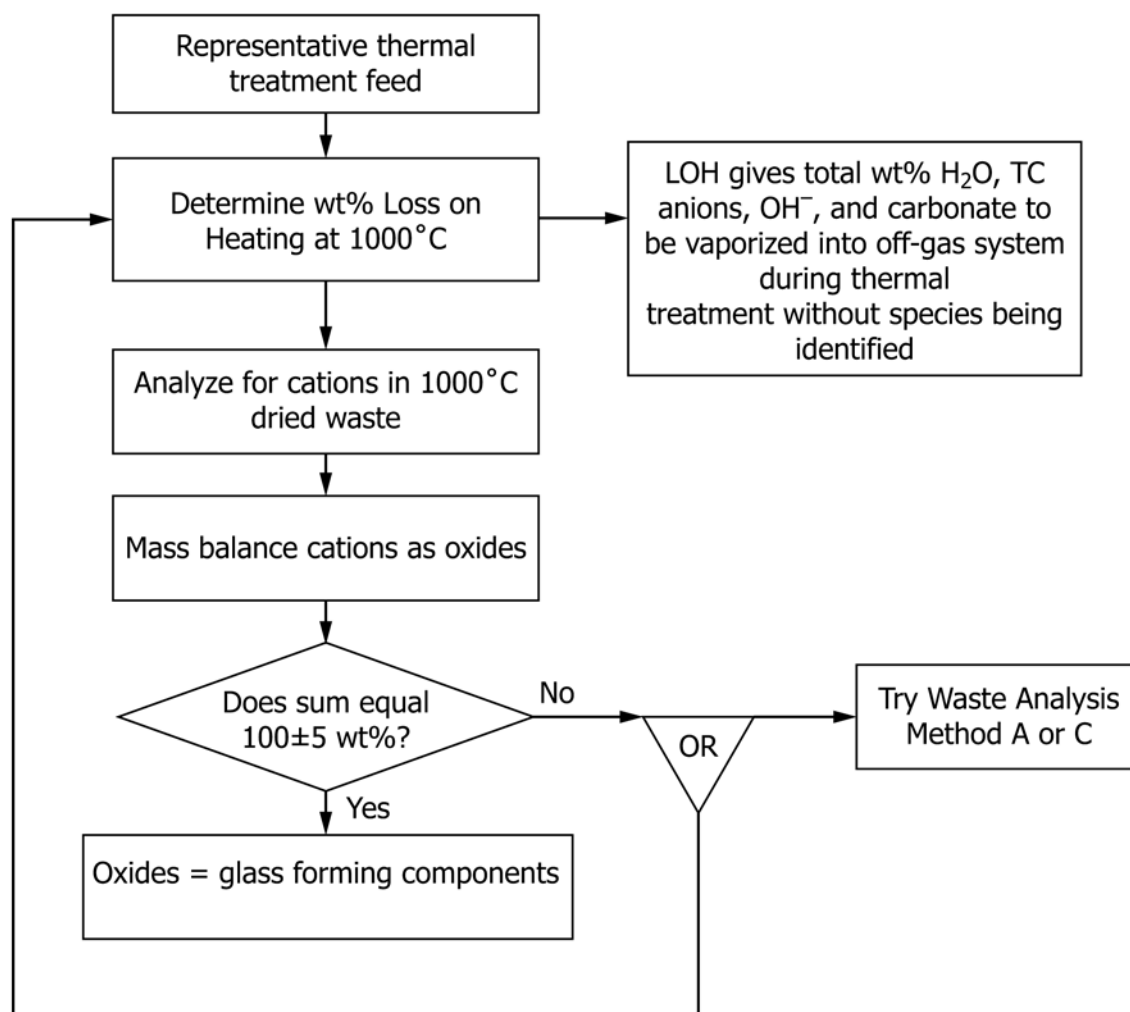 Representative thermal
treatment feed
Determine wt% Loss on
Heating at 1000˚C
LOH gives total wt% H₂O, TC
anions, OH⁻, and carbonate to
be vaporized into off-gas system
during thermal
treatment without species being
identified
Analyze for cations in 1000˚C
dried waste
Mass balance cations as oxides
Does sum equal
100±5 wt%?
No
OR
Try Waste Analysis
Method A or C
Yes
Oxides = glass forming components